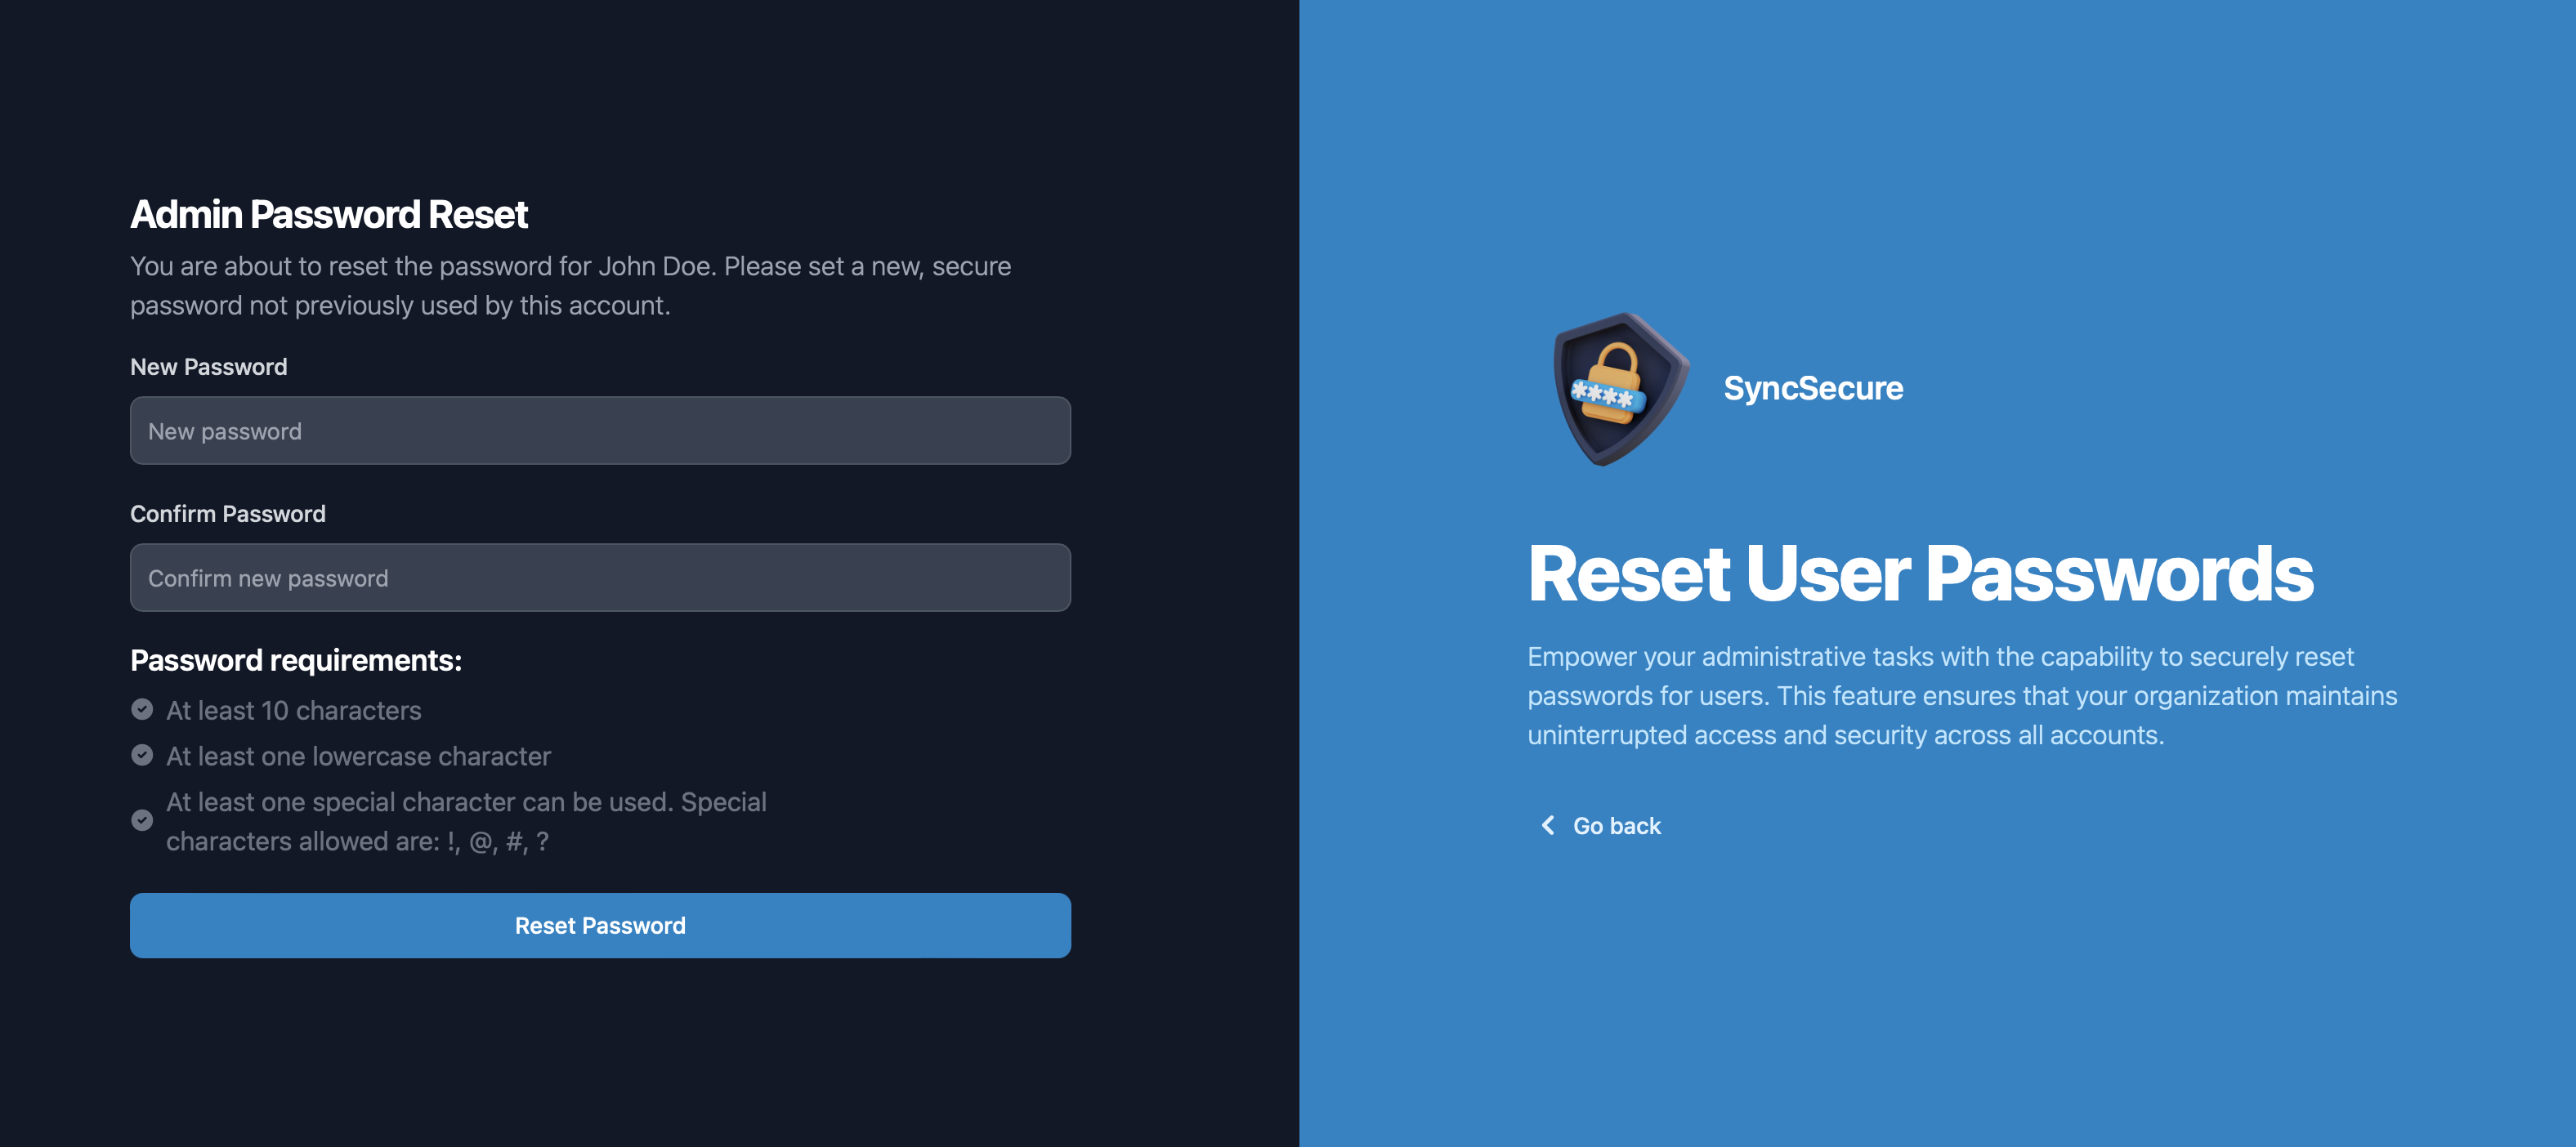 Admin Password Reset
You are about to reset the password for John Doe. Please set a new, secure
password not previously used by this account.
New Password
New password
Confirm Password
Confirm new password
Password requirements:
At least 10 characters
At least one lowercase character
At least one special character can be used. Special
characters allowed are: !, @, #, ?
Reset Password
****
SyncSecure
Reset User Passwords
Empower your administrative tasks with the capability to securely reset
passwords for users. This feature ensures that your organization maintains
uninterrupted access and security across all accounts.
Go back